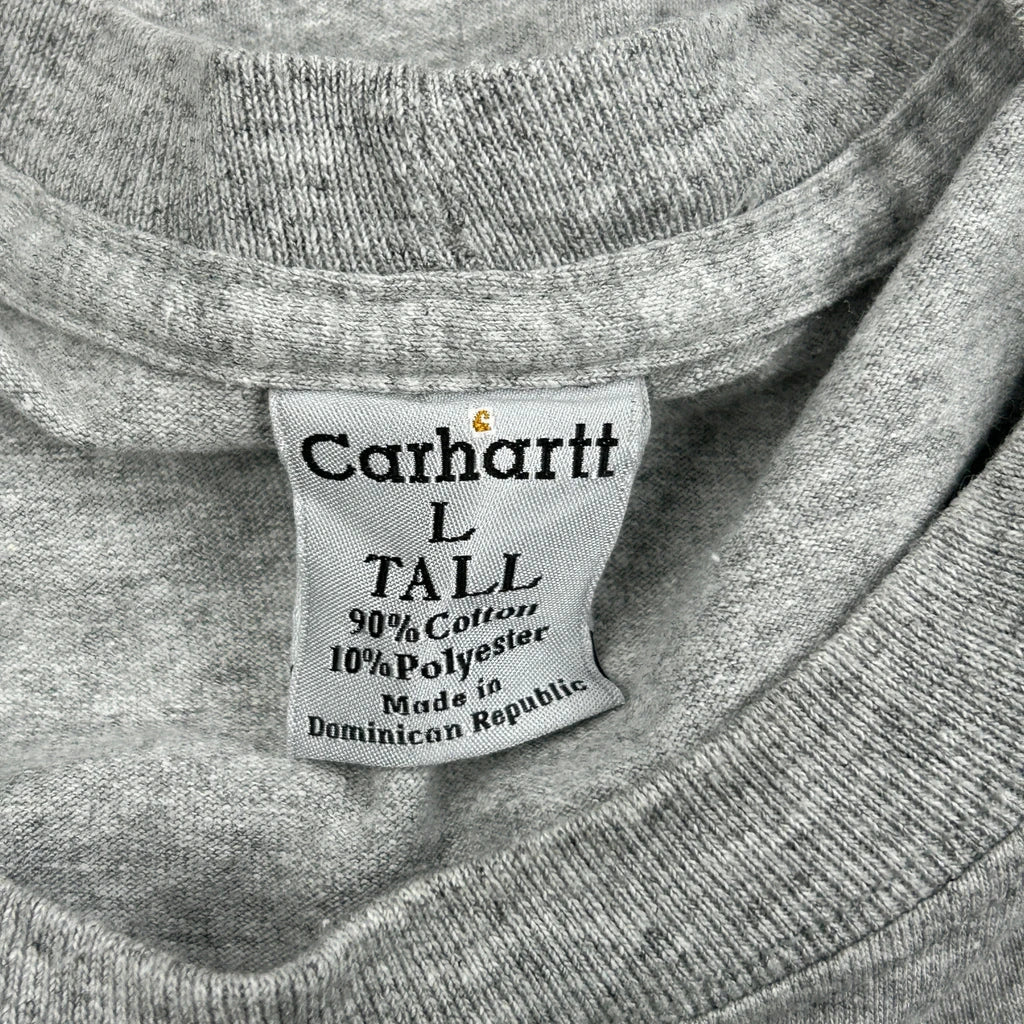 Carhartt
L
TALL
90% Cotton
10% Polyester
Made in
Dominican Republic